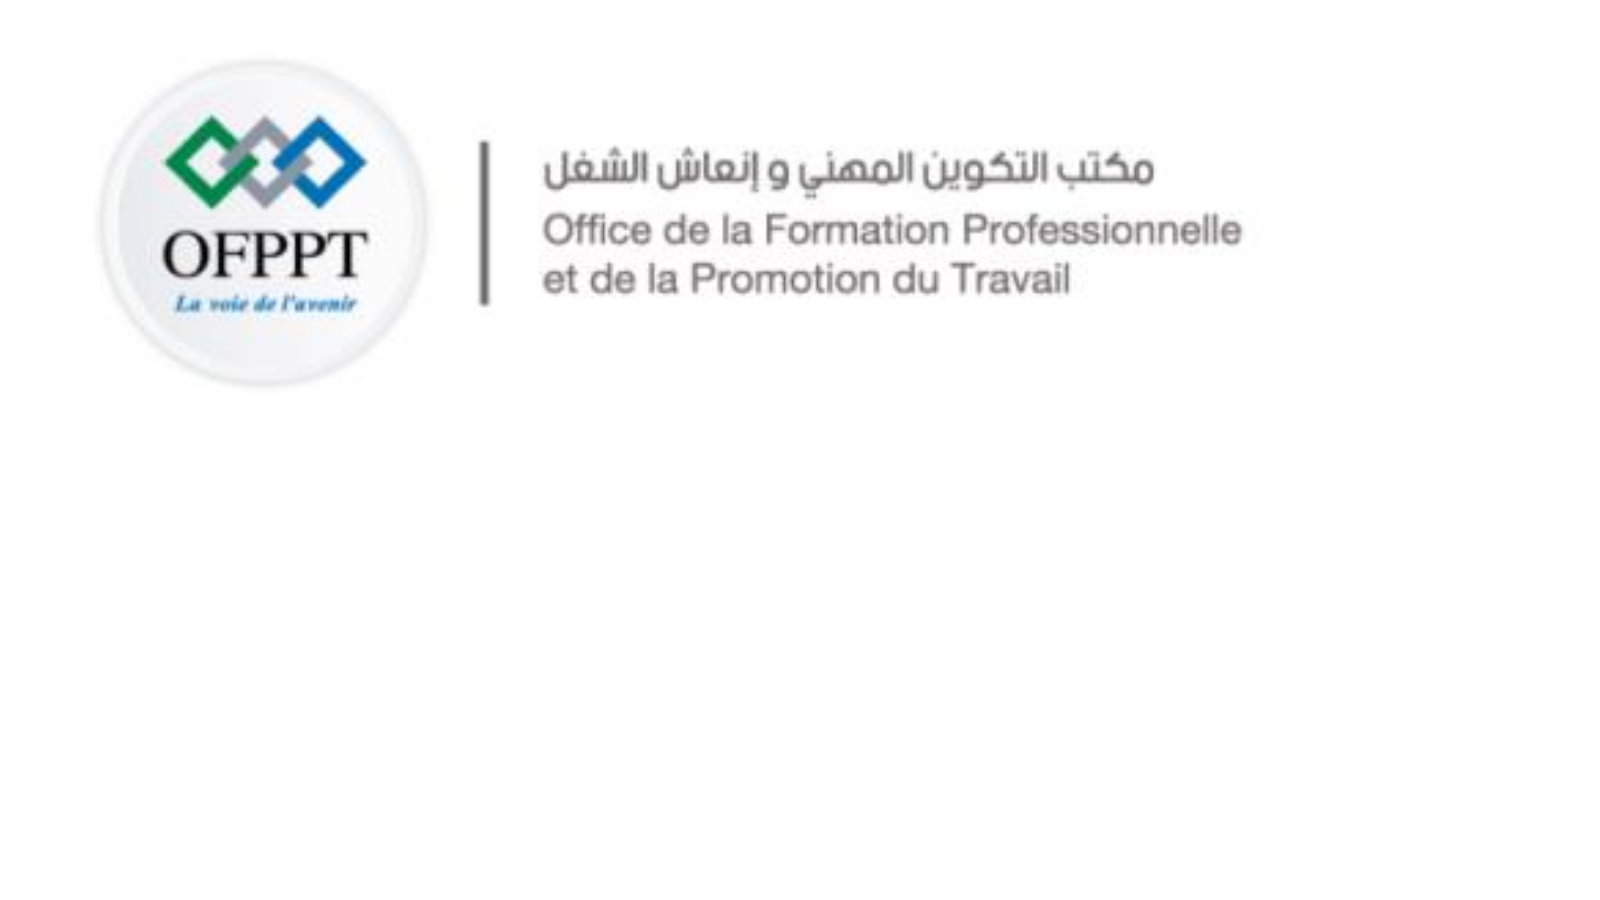 OFPPT
La voie de l'avenir
مكتب التكوين المهني و إنعاش الشغل
Office de la Formation Professionnelle
et de la Promotion du Travail